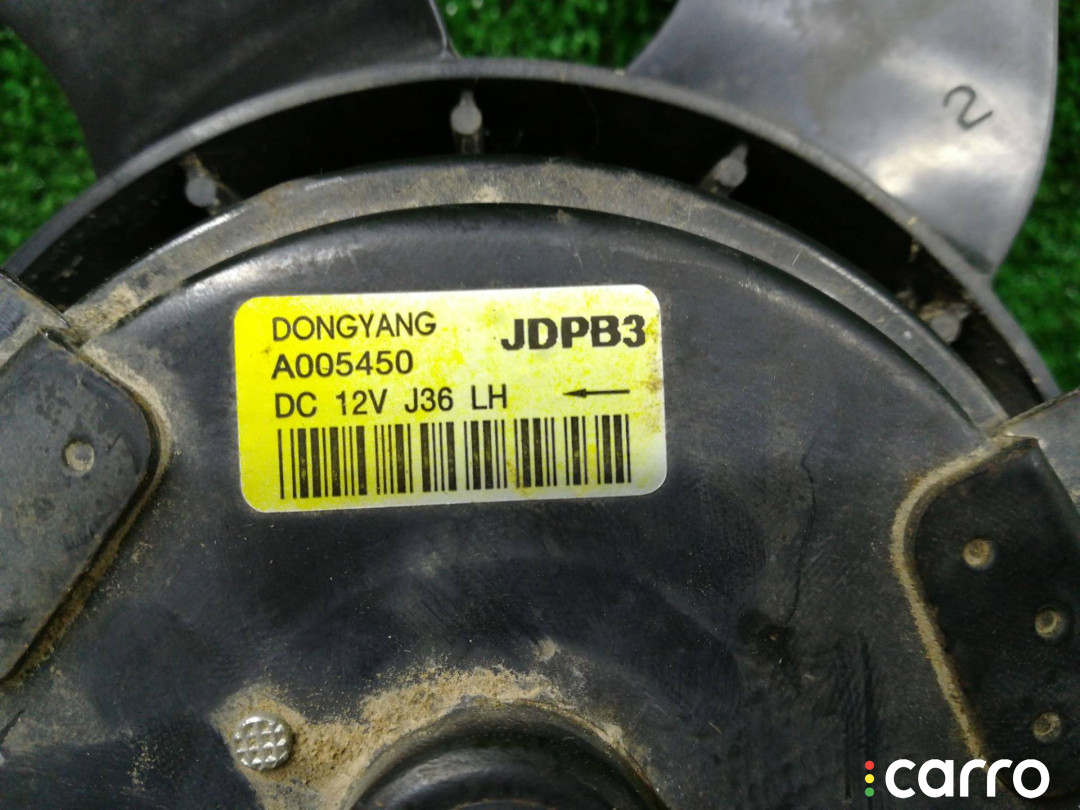 2
DONGYANG JDPB3
A005450
DC 12V J36 LH ←
carro